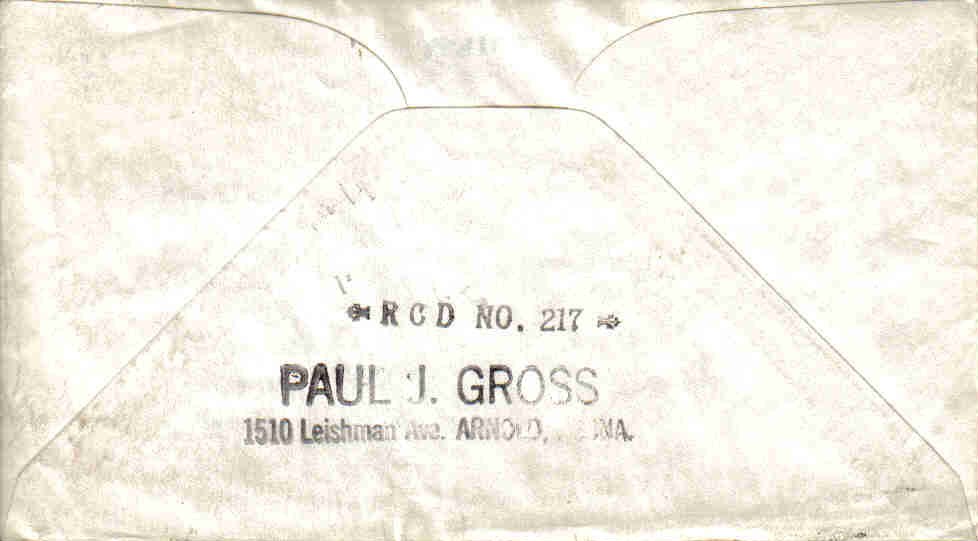 RCD NO. 217
PAUL J. GROSS
1510 Leishman Ave. ARNOLD,